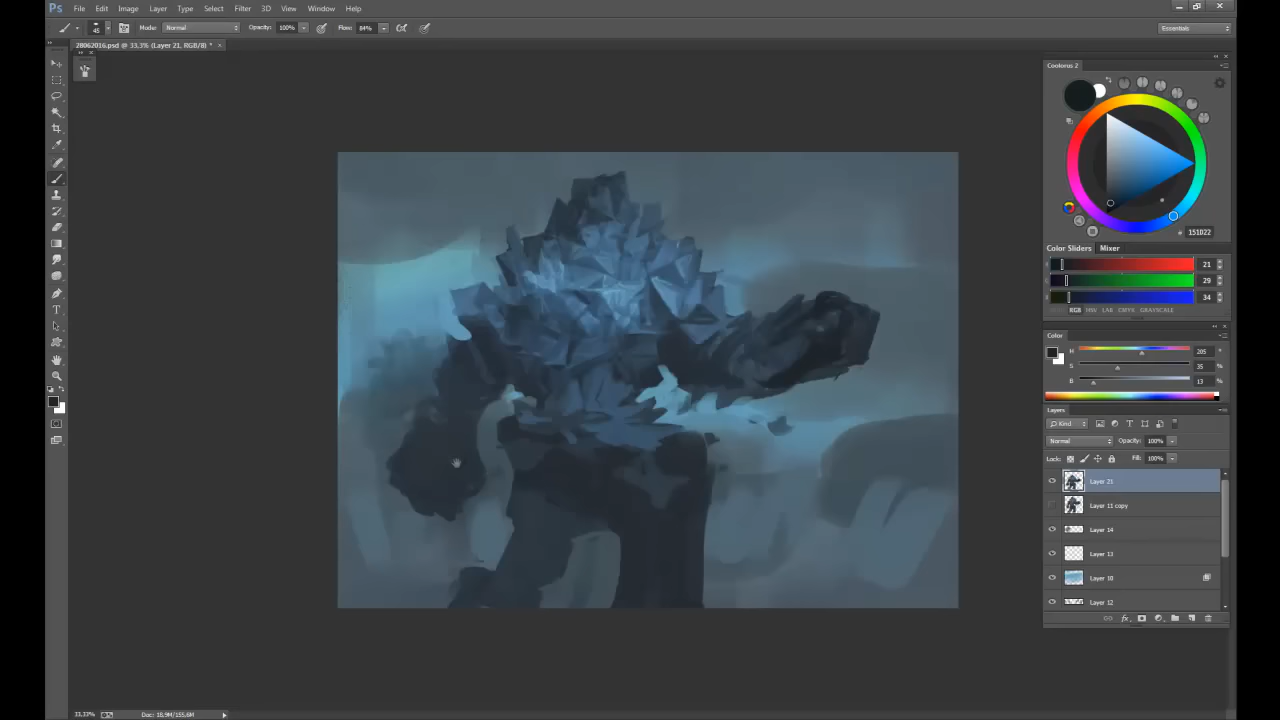 Ps File Edit Image Layer Type Select Filter 3D View Window Help
45 Mode: Normal Opacity: 100% Flow: 84% Essentials
28062016.psd @ 33,3% (Layer 21, RGB/8) * ×
Coolorus 2
# 151022
Color Sliders Mixer
21
29
34
RGB HSV LAB CMYK GRAYSCALE
Color
H 205 °
S 35 %
B 13 %
Layers
Kind
Normal Opacity: 100%
Lock: Fill: 100%
Layer 21
Layer 11 copy
Layer 14
Layer 13
Layer 10
Layer 12
fx
33,33% Doc: 18,9M/155,6M